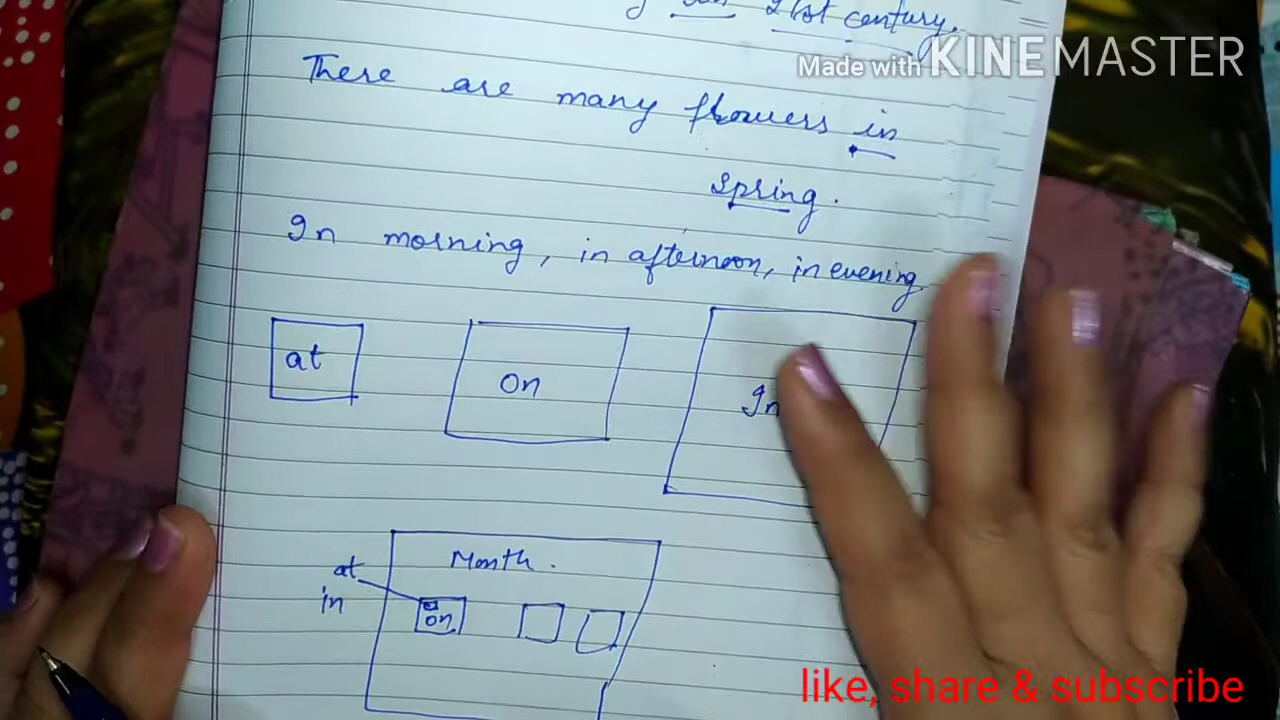 21st century.
Made with KINEMASTER
There are many flowers in
spring.
In morning, in afternoon, in evening
at
On
In
Month.
at
in
on
like, share & subscribe